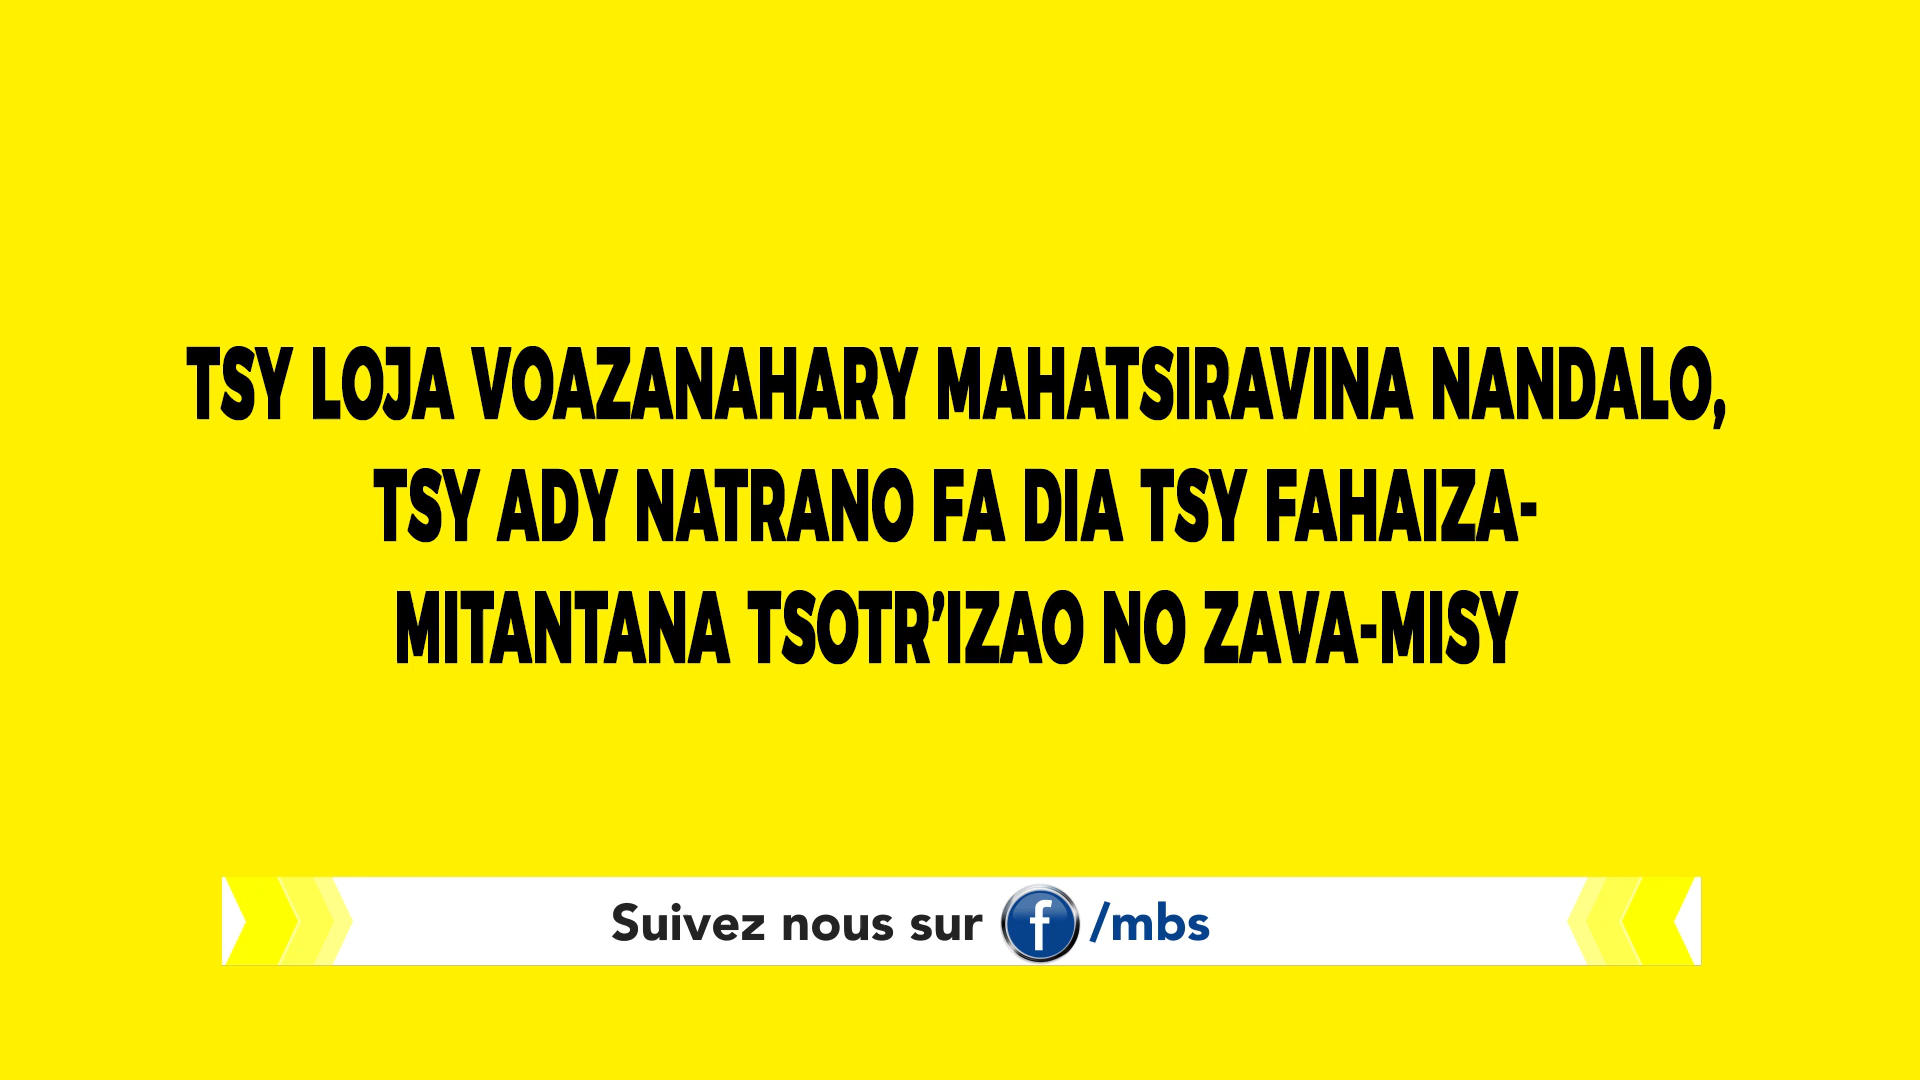 TSY LOJA VOAZANAHARY MAHATSIRAVINA NANDALO,
TSY ADY NATRANO FA DIA TSY FAHAIZA-
MITANTANA TSOTR’IZAO NO ZAVA-MISY
Suivez nous sur f /mbs